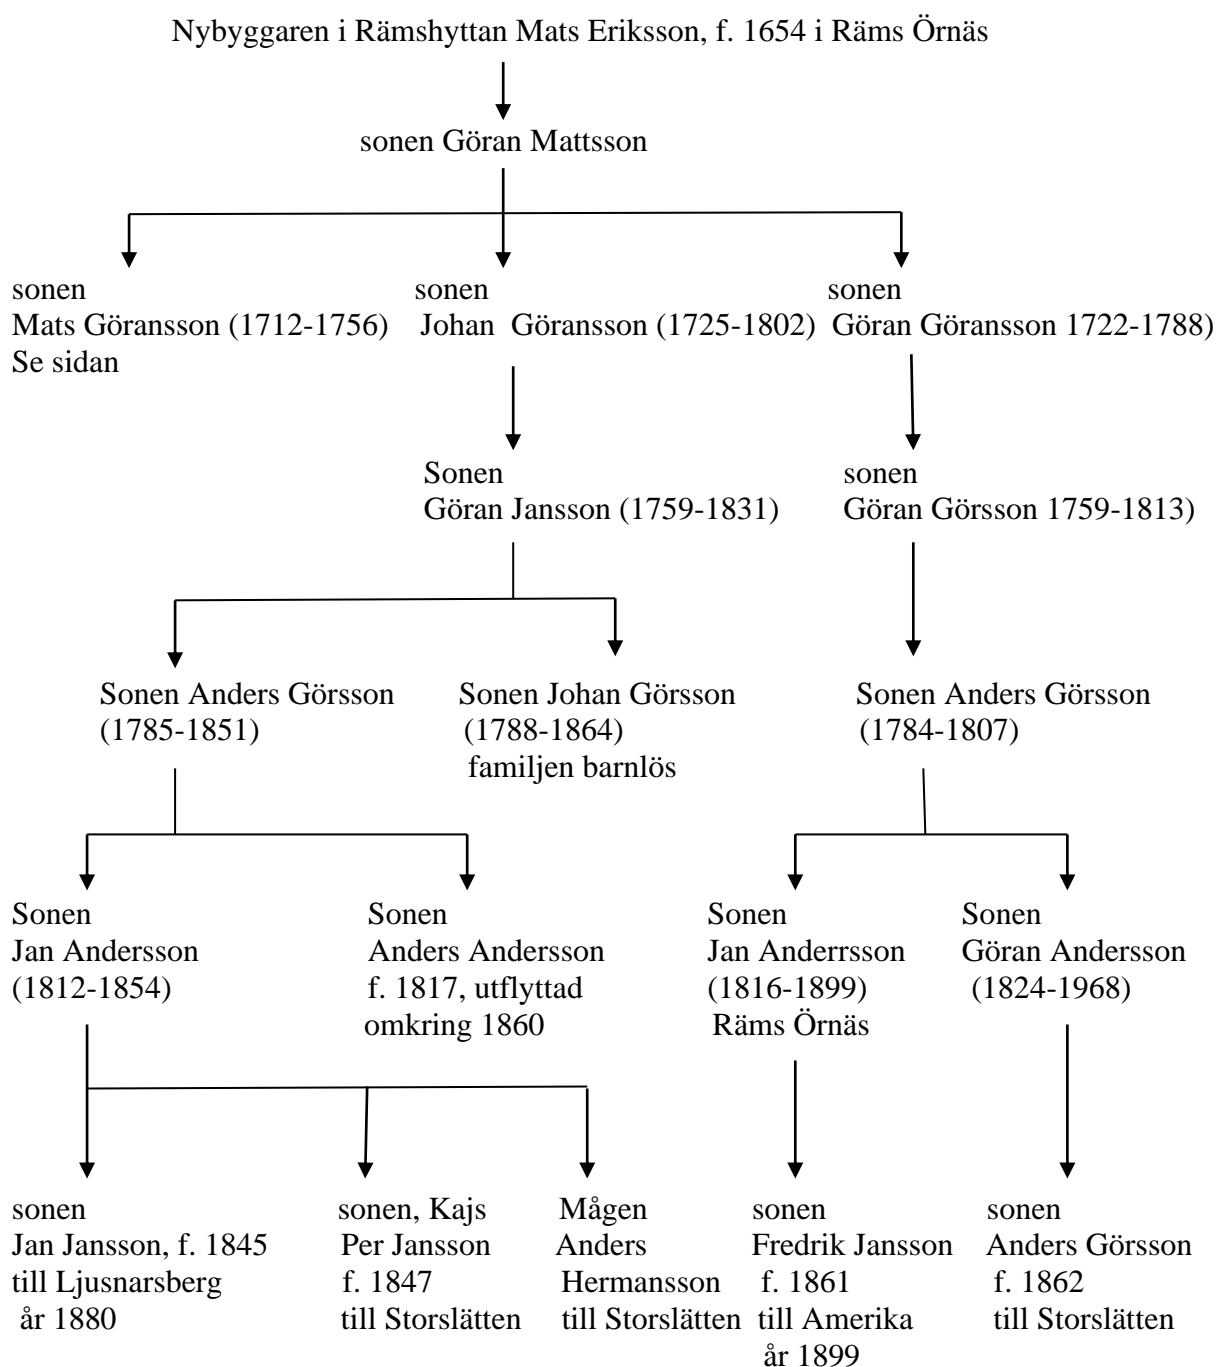 Nybyggaren i Rämshyttan Mats Eriksson, f. 1654 i Räms Örnäs
sonen Göran Mattsson
sonen
Mats Göransson (1712-1756)
Se sidan
sonen
Johan Göransson (1725-1802)
sonen
Göran Göransson 1722-1788)
Sonen
Göran Jansson (1759-1831)
sonen
Göran Görsson 1759-1813)
Sonen Anders Görsson
(1785-1851)
Sonen Johan Görsson
(1788-1864)
familjen barnlös
Sonen Anders Görsson
(1784-1807)
Sonen
Jan Andersson
(1812-1854)
Sonen
Anders Andersson
f. 1817, utflyttad
omkring 1860
Sonen
Jan Anderrsson
(1816-1899)
Räms Örnäs
Sonen
Göran Andersson
(1824-1968)
sonen
Jan Jansson, f. 1845
till Ljusnarsberg
år 1880
sonen, Kajs
Per Jansson
f. 1847
till Storslätten
Mågen
Anders
Hermansson
till Storslätten
sonen
Fredrik Jansson
f. 1861
till Amerika
år 1899
sonen
Anders Görsson
f. 1862
till Storslätten